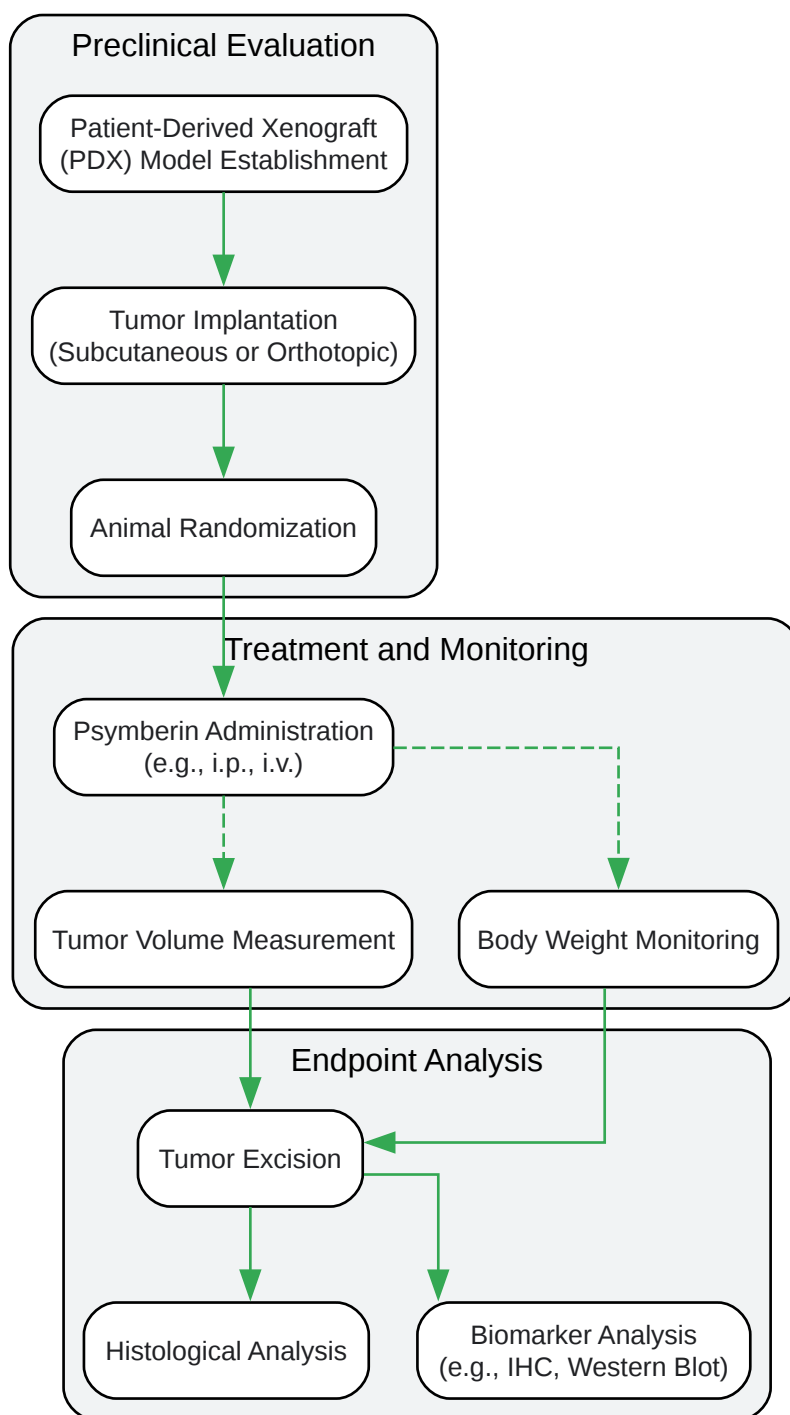 Preclinical Evaluation
Patient-Derived Xenograft
(PDX) Model Establishment
Tumor Implantation
(Subcutaneous or Orthotopic)
Animal Randomization
Treatment and Monitoring
Psymberin Administration
(e.g., i.p., i.v.)
Tumor Volume Measurement
Body Weight Monitoring
Endpoint Analysis
Tumor Excision
Histological Analysis
Biomarker Analysis
(e.g., IHC, Western Blot)